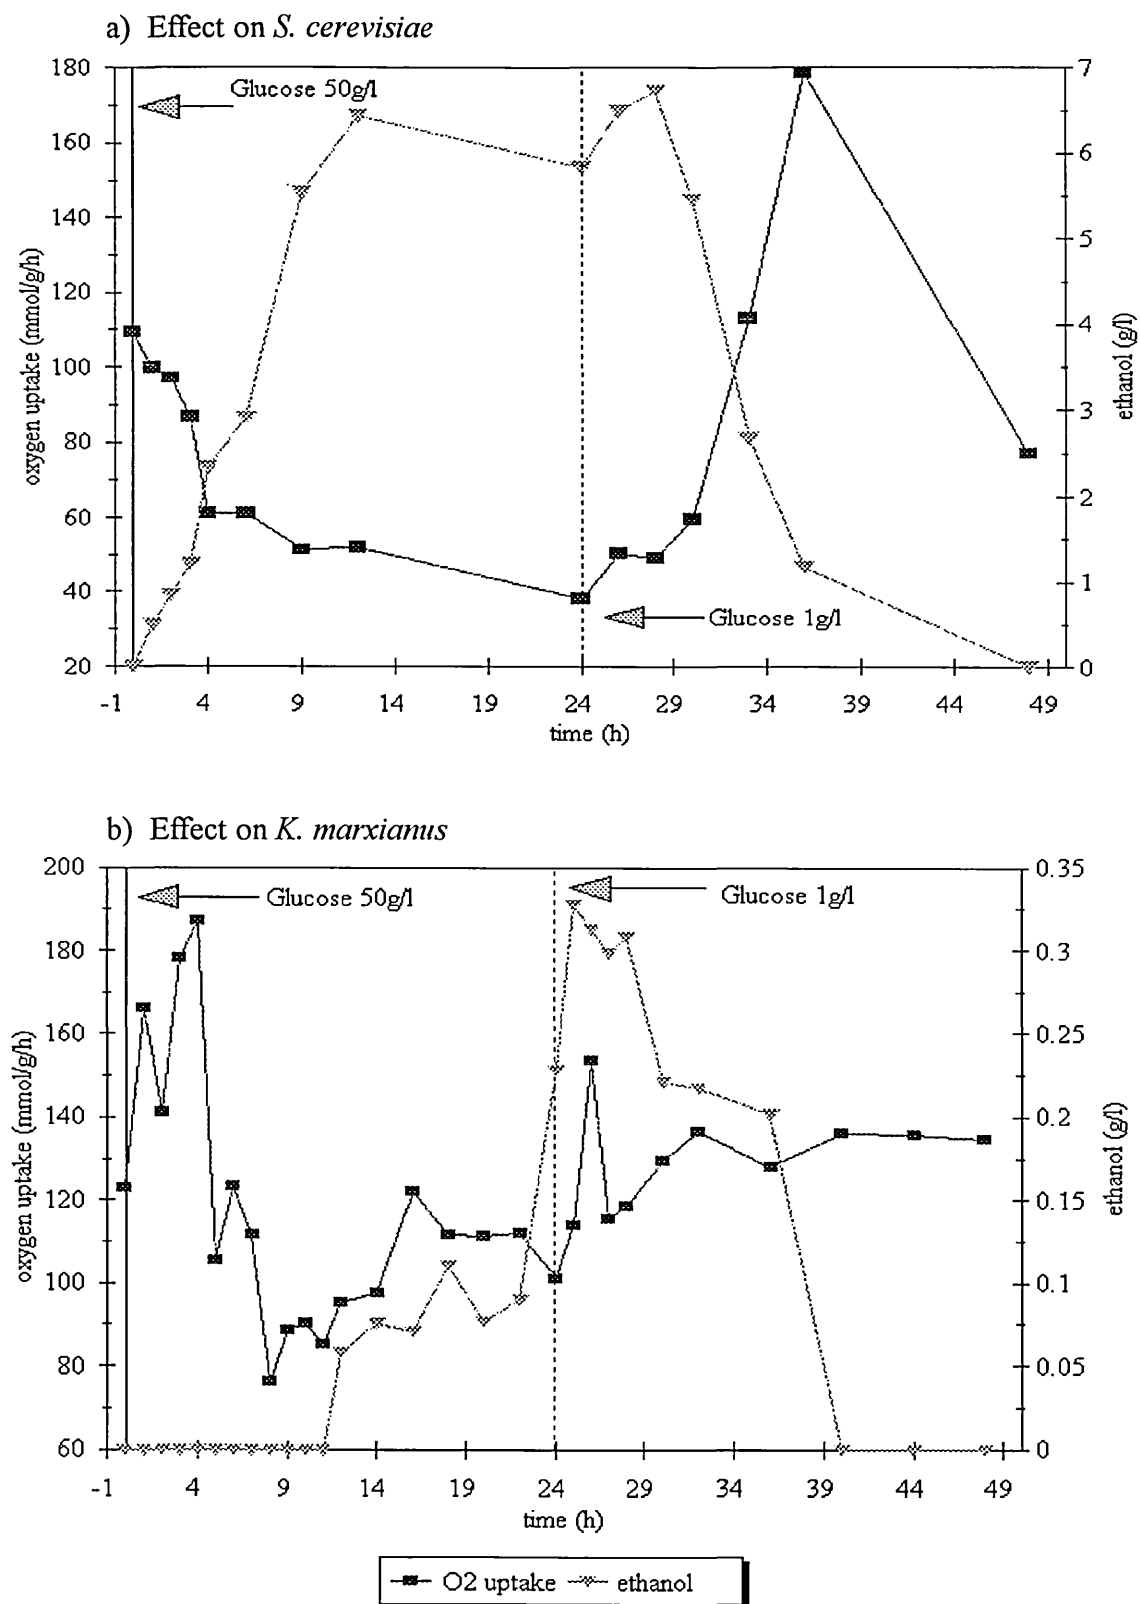 a) Effect on S. cerevisiae
180
160
140
120
100
80
60
40
20
oxygen uptake (mmol/g/h)
Glucose 50g/l
Glucose 1g/l
7
6
5
4
3
2
1
0
ethanol (g/l)
-1 4 9 14 19 24 29 34 39 44 49
time (h)
b) Effect on K. marxianus
200
180
160
140
120
100
80
60
oxygen uptake (mmol/g/h)
Glucose 50g/l
Glucose 1g/l
0.35
0.3
0.25
0.2
0.15
0.1
0.05
0
ethanol (g/l)
-1 4 9 14 19 24 29 34 39 44 49
time (h)
O2 uptake ethanol